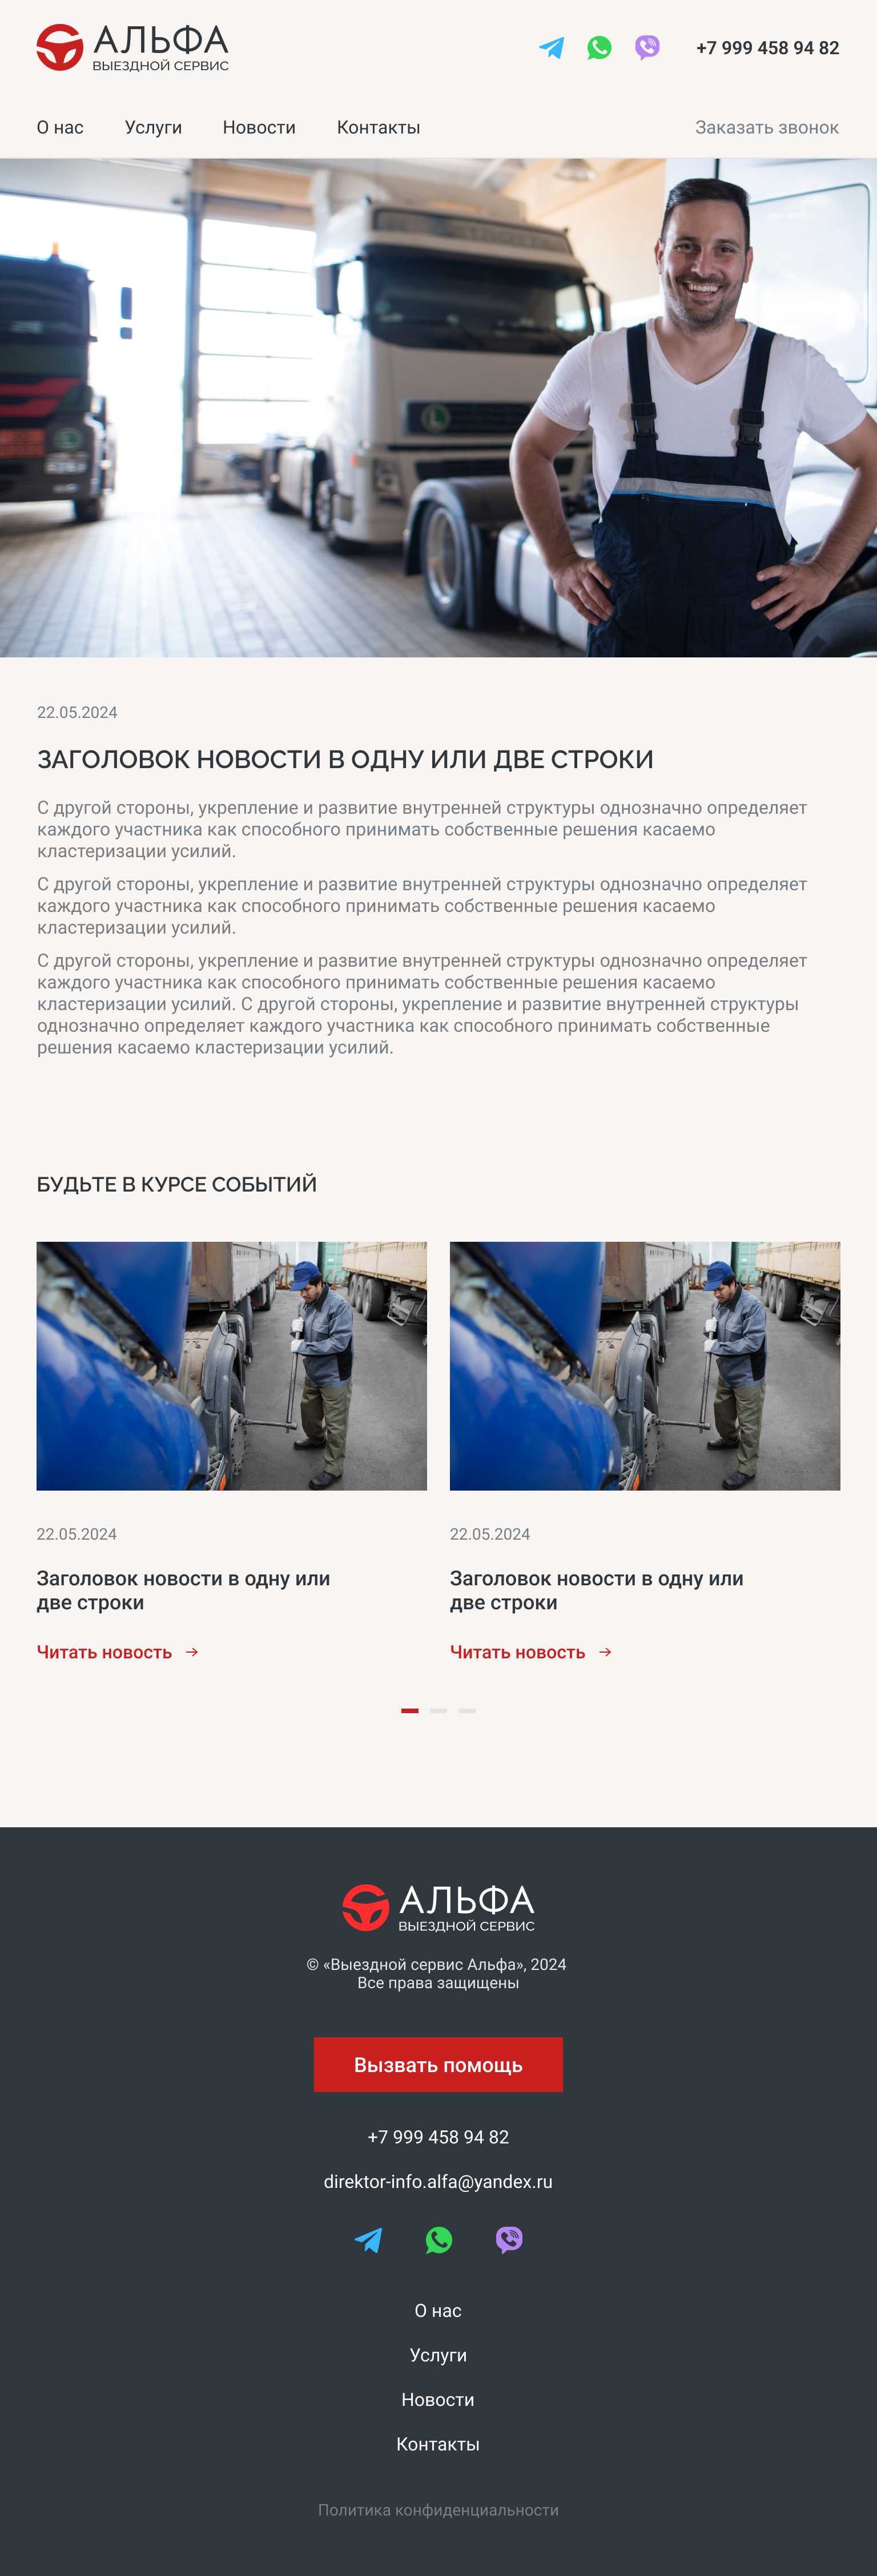 АЛЬФА
ВЫЕЗДНОЙ СЕРВИС
+7 999 458 94 82
О нас Услуги Новости Контакты Заказать звонок
22.05.2024
ЗАГОЛОВОК НОВОСТИ В ОДНУ ИЛИ ДВЕ СТРОКИ
С другой стороны, укрепление и развитие внутренней структуры однозначно определяет
каждого участника как способного принимать собственные решения касаемо
кластеризации усилий.
С другой стороны, укрепление и развитие внутренней структуры однозначно определяет
каждого участника как способного принимать собственные решения касаемо
кластеризации усилий.
С другой стороны, укрепление и развитие внутренней структуры однозначно определяет
каждого участника как способного принимать собственные решения касаемо
кластеризации усилий. С другой стороны, укрепление и развитие внутренней структуры
однозначно определяет каждого участника как способного принимать собственные
решения касаемо кластеризации усилий.
БУДЬТЕ В КУРСЕ СОБЫТИЙ
22.05.2024
Заголовок новости в одну или
две строки
Читать новость →
22.05.2024
Заголовок новости в одну или
две строки
Читать новость →
АЛЬФА
ВЫЕЗДНОЙ СЕРВИС
© «Выездной сервис Альфа», 2024
Все права защищены
Вызвать помощь
+7 999 458 94 82
direktor-info.alfa@yandex.ru
О нас
Услуги
Новости
Контакты
Политика конфиденциальности